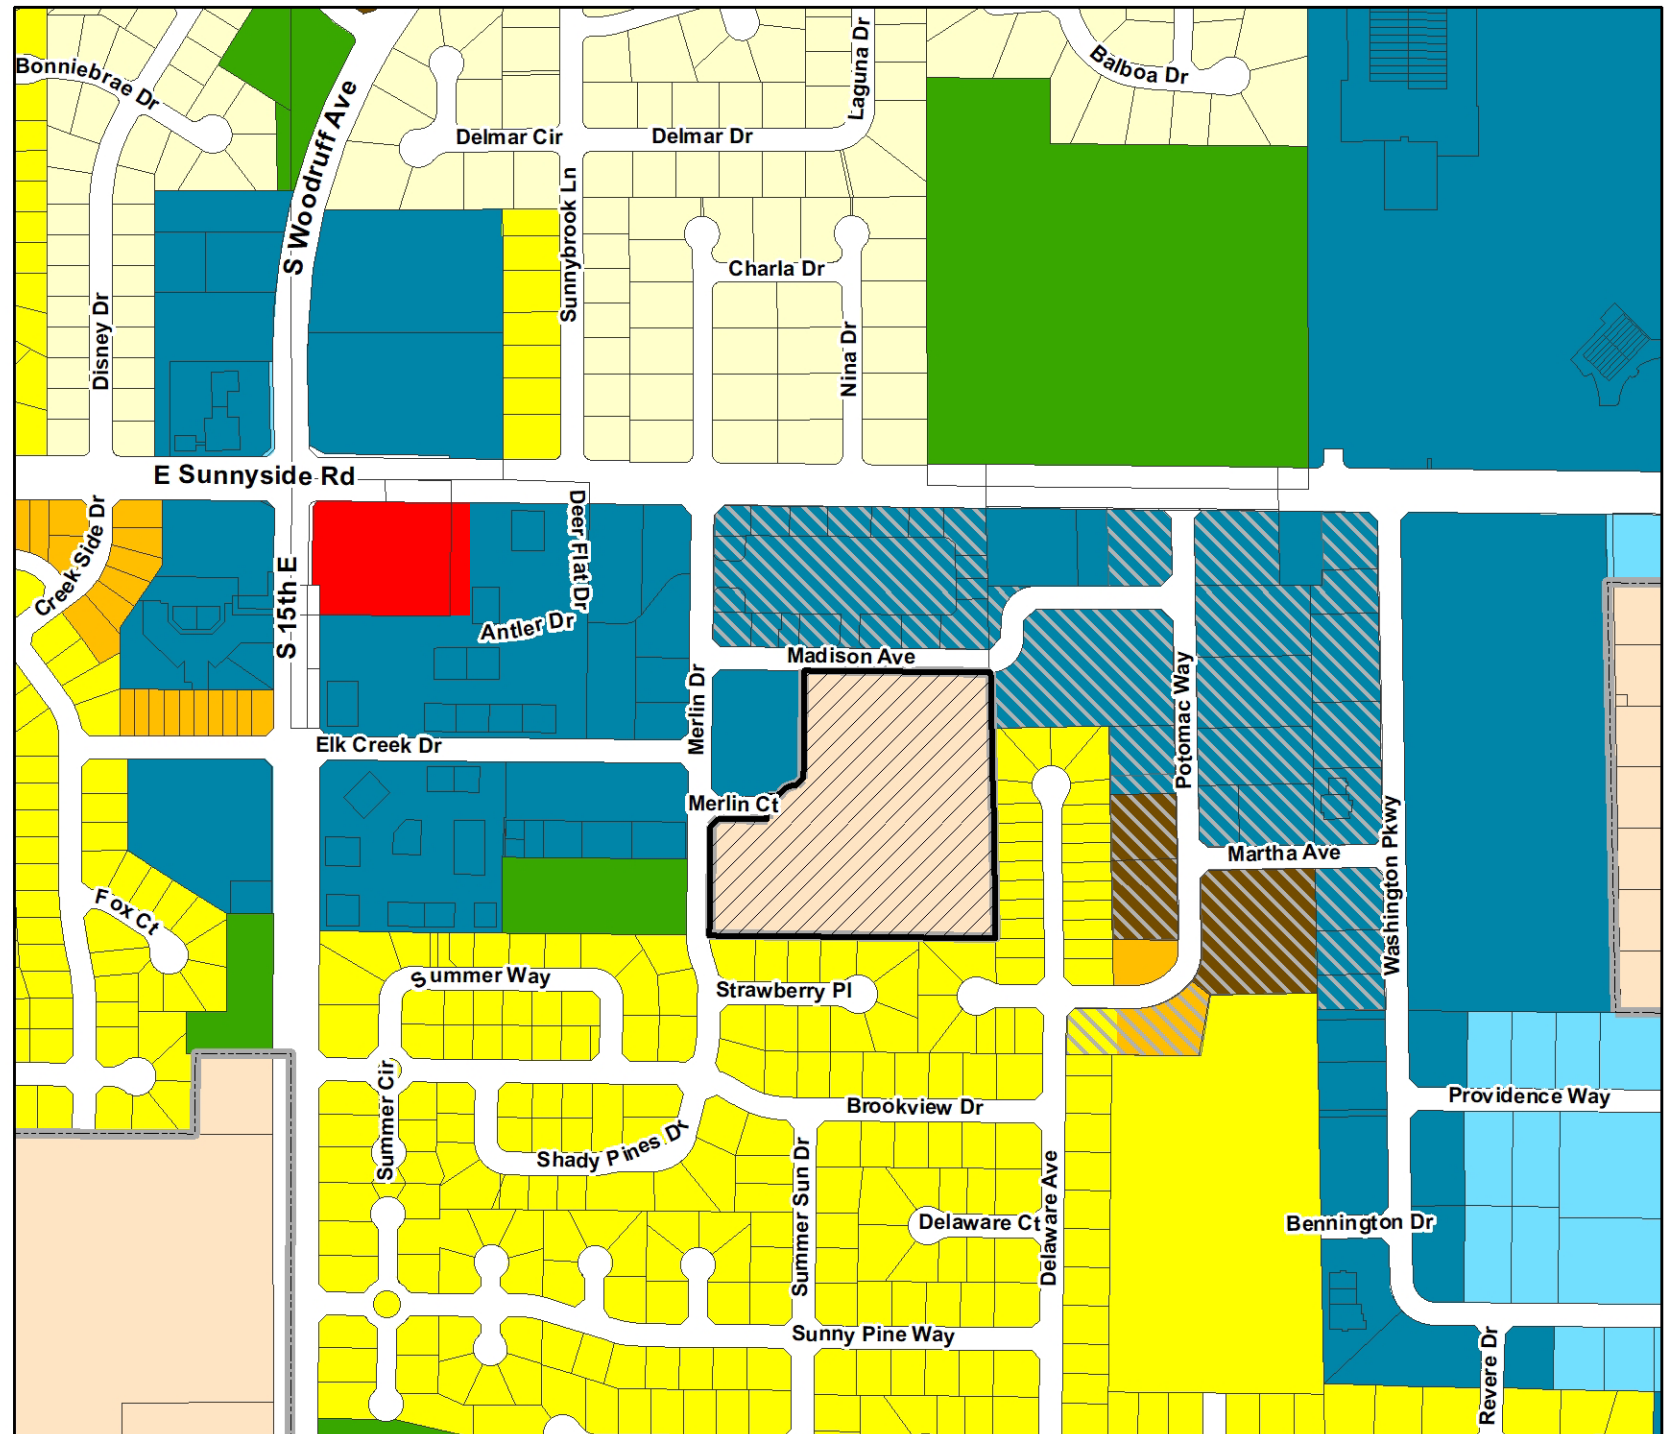 Bonniebrae Dr
S Woodruff Ave
Laguna Dr
Balboa Dr
Delmar Cir
Delmar Dr
Sunnybrook Ln
Charla Dr
Disney Dr
Nina Dr
E Sunnyside Rd
Creek Side Dr
Deer Flat Dr
S 15th E
Antler Dr
Madison Ave
Merlin Dr
Potomac Way
Elk Creek Dr
Merlin Ct
Martha Ave
Washington Pkwy
Fox Ct
Summer Way
Strawberry Pl
Summer Cir
Brookview Dr
Providence Way
Shady Pines Dr
Summer Sun Dr
Delaware Ct
Delaware Ave
Bennington Dr
Sunny Pine Way
Revere Dr